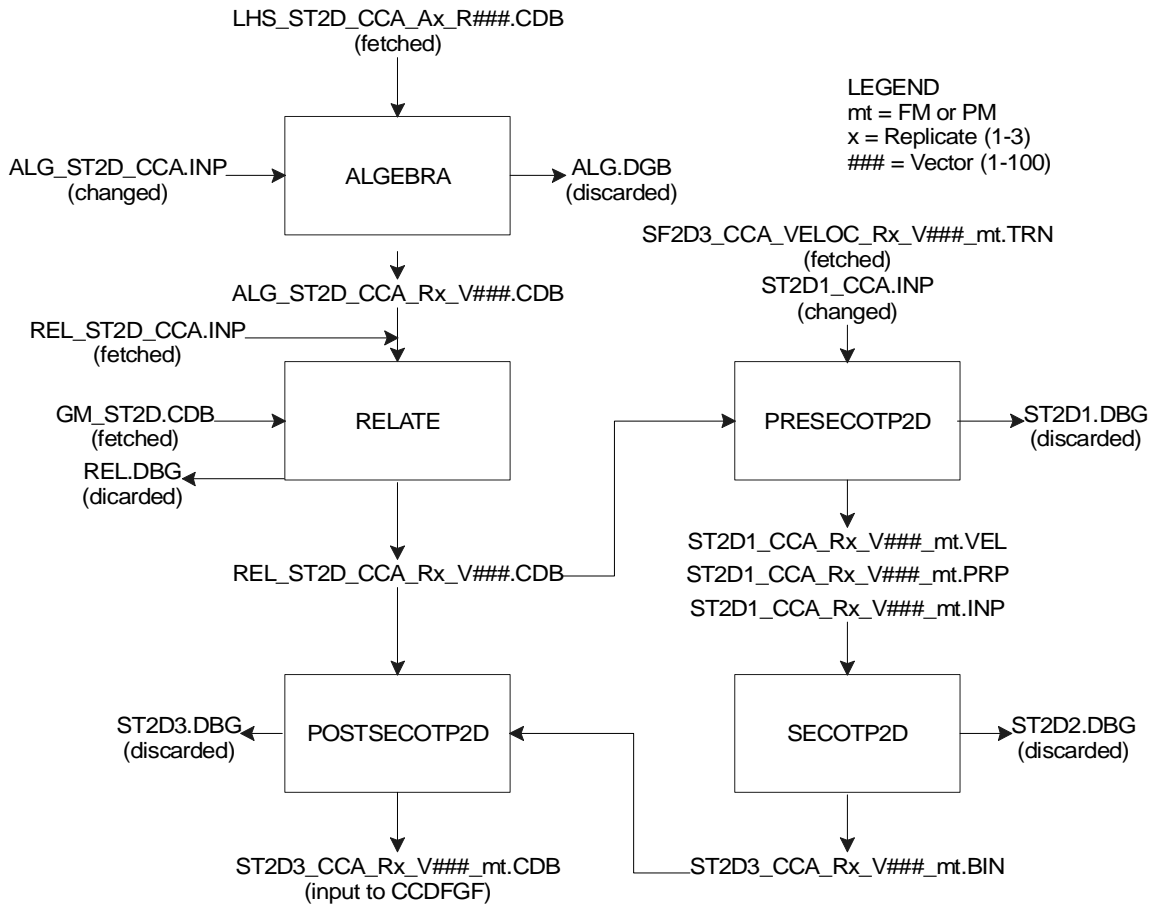 LHS_ST2D_CCA_Ax_R###.CDB
(fetched)
LEGEND
mt = FM or PM
x = Replicate (1-3)
### = Vector (1-100)
ALG_ST2D_CCA.INP
(changed)
ALGEBRA
ALG.DGB
(discarded)
SF2D3_CCA_VELOC_Rx_V###_mt.TRN
(fetched)
ST2D1_CCA.INP
(changed)
ALG_ST2D_CCA_Rx_V###.CDB
REL_ST2D_CCA.INP
(fetched)
GM_ST2D.CDB
(fetched)
RELATE
REL.DBG
(dicarded)
PRESECOTP2D
ST2D1.DBG
(discarded)
REL_ST2D_CCA_Rx_V###.CDB
ST2D1_CCA_Rx_V###_mt.VEL
ST2D1_CCA_Rx_V###_mt.PRP
ST2D1_CCA_Rx_V###_mt.INP
ST2D3.DBG
(discarded)
POSTSECOTP2D
SECOTP2D
ST2D2.DBG
(discarded)
ST2D3_CCA_Rx_V###_mt.CDB
(input to CCDFGF)
ST2D3_CCA_Rx_V###_mt.BIN